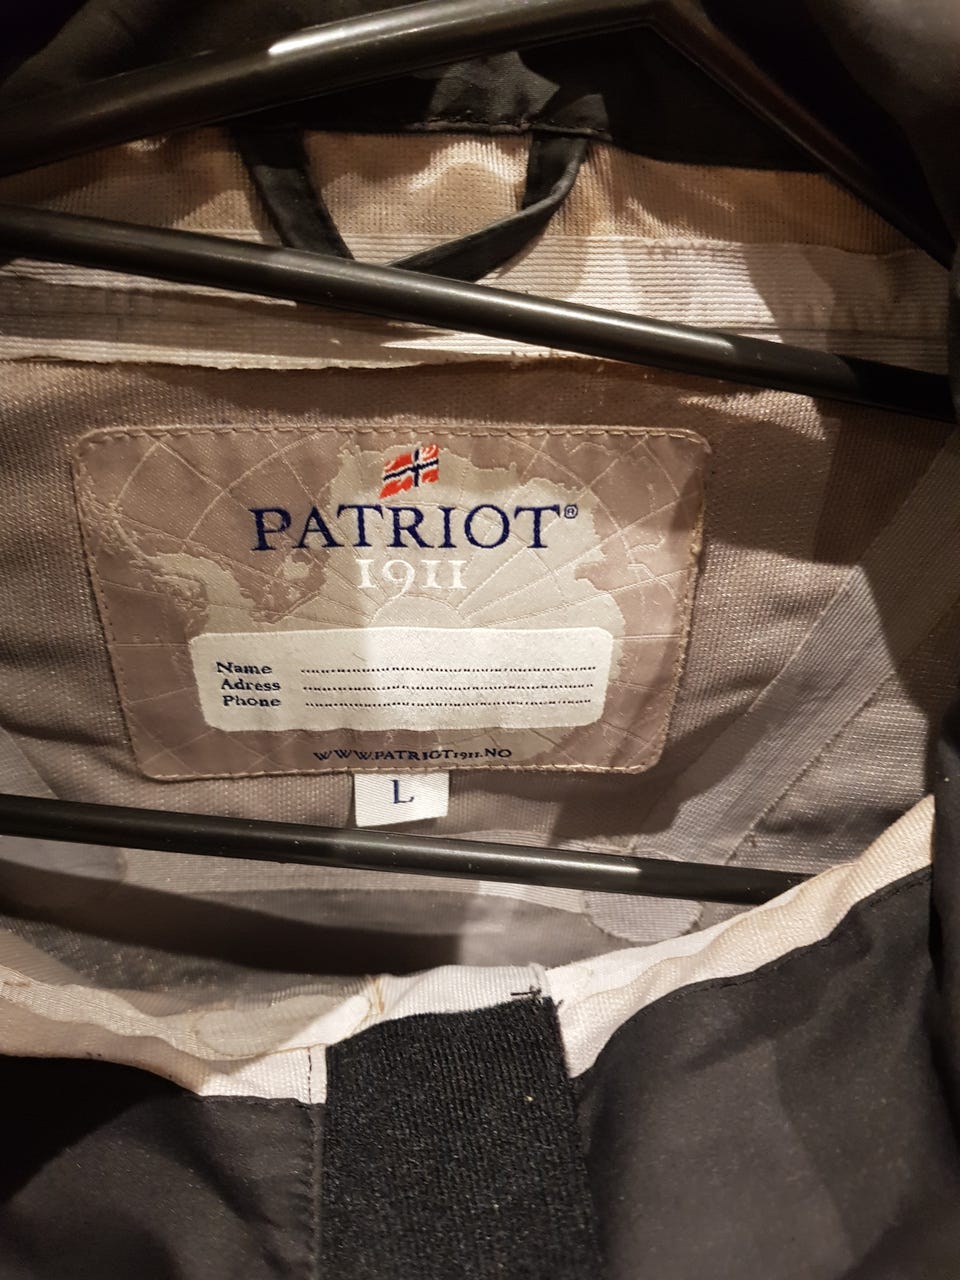 PATRIOT®
1911
Name ..........................................................
Adress ..........................................................
Phone ..........................................................
WWW.PATRIOT1911.NO
L